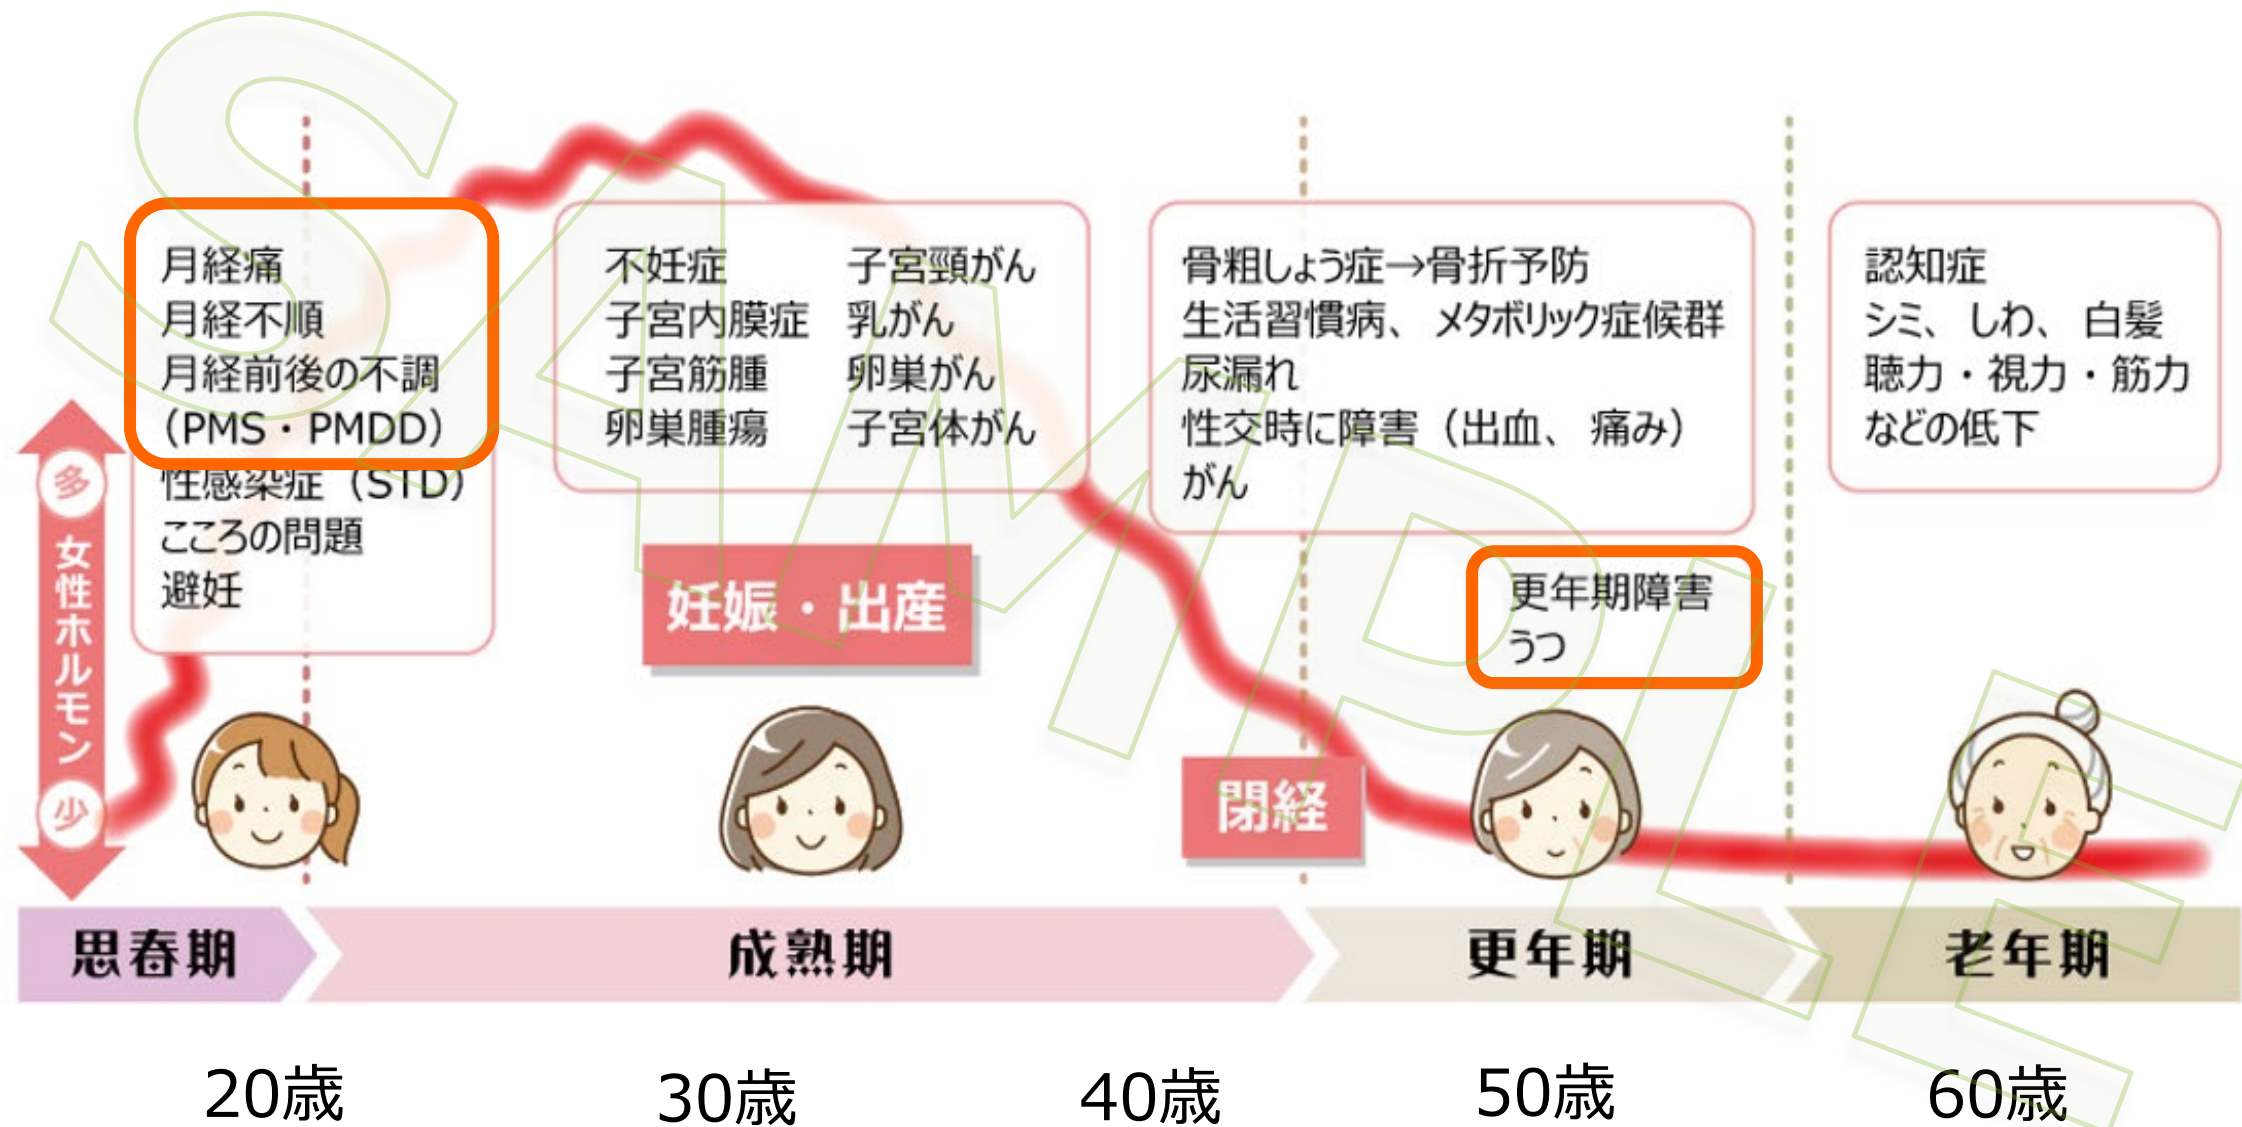 月経痛
月経不順
月経前後の不調
（PMS・PMDD）
性感染症（STD）
こころの問題
避妊
不妊症
子宮内膜症
子宮筋腫
卵巣腫瘍
子宮頸がん
乳がん
卵巣がん
子宮体がん
骨粗しょう症→骨折予防
生活習慣病、メタボリック症候群
尿漏れ
性交時に障害（出血、痛み）
がん
認知症
シミ、しわ、白髪
聴力・視力・筋力
などの低下
多
女性ホルモン
少
妊娠・出産
更年期障害
うつ
閉経
思春期
成熟期
更年期
老年期
20歳
30歳
40歳
50歳
60歳
SAMPLE